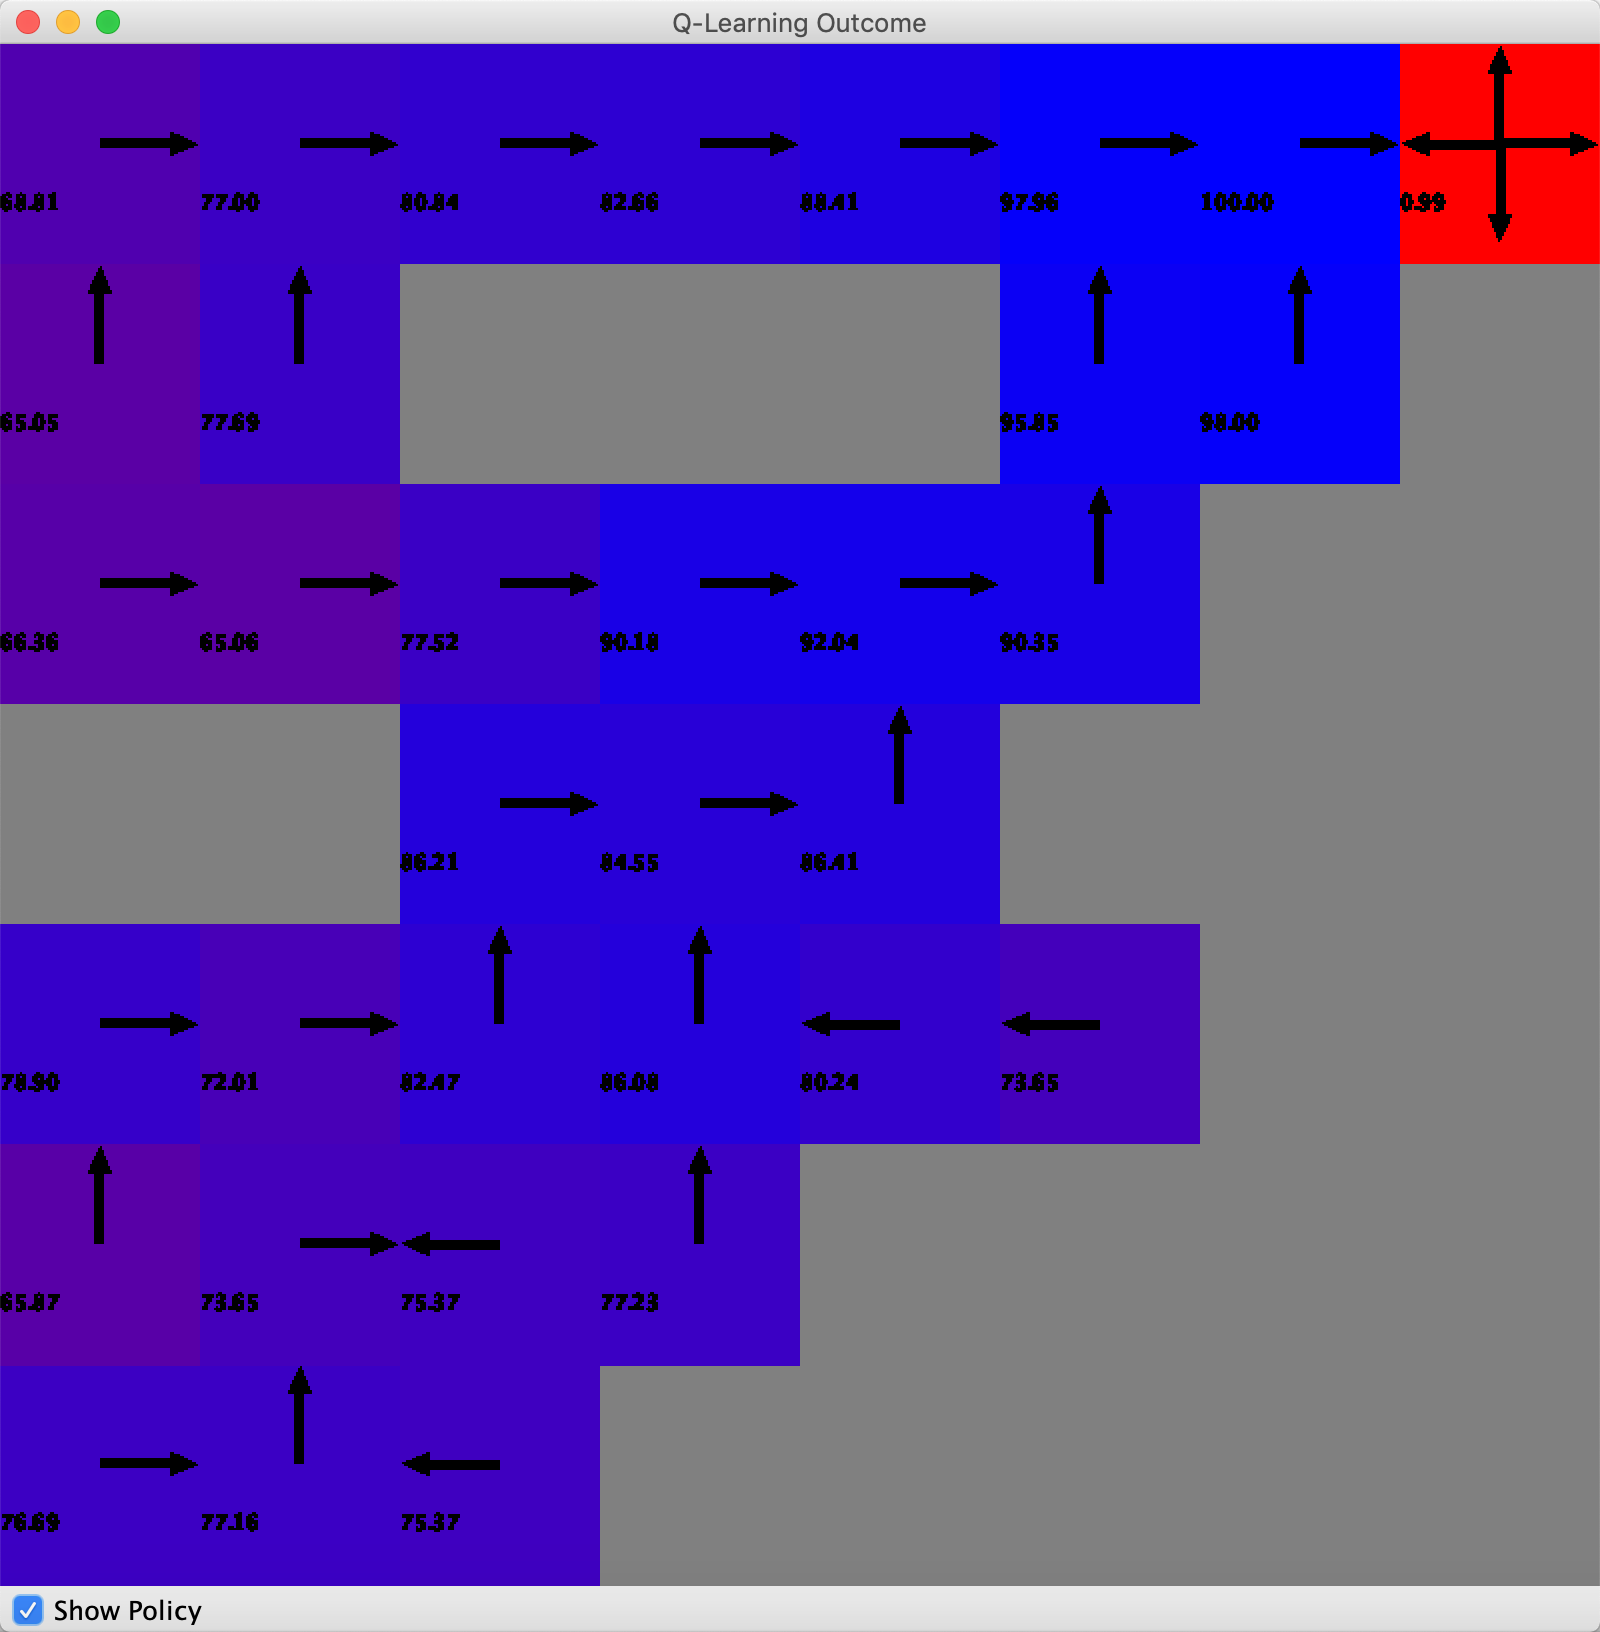 Q-Learning Outcome
68.81 77.00 80.84 82.66 88.41 97.96 100.00 0.99
65.05 77.69 95.85 98.00
66.36 65.06 77.52 90.18 92.04 90.35
86.21 84.55 86.41
78.90 72.01 82.47 86.08 80.24 73.65
65.87 73.65 75.37 77.23
76.69 77.16 75.37
Show Policy